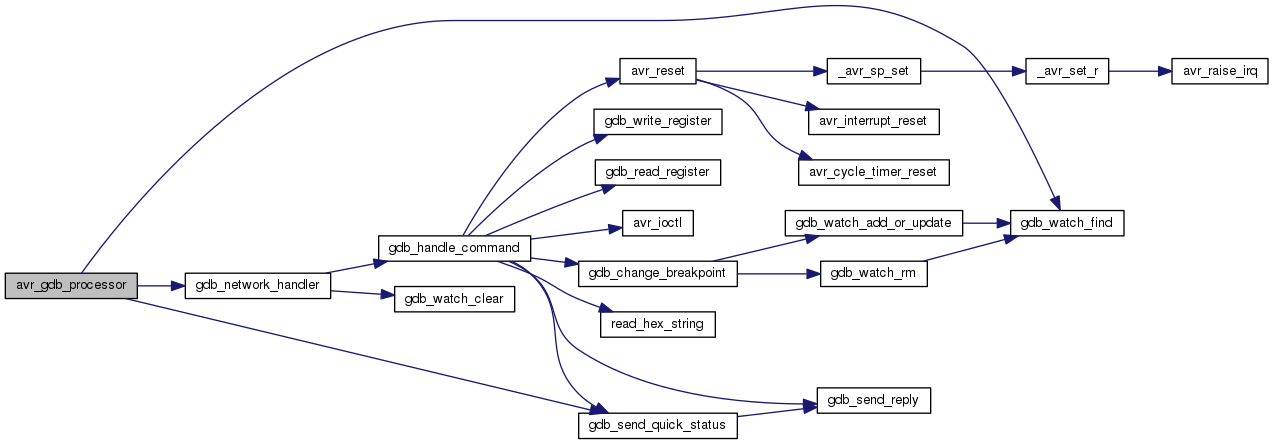 avr_reset
_avr_sp_set
_avr_set_r
avr_raise_irq
gdb_write_register
avr_interrupt_reset
gdb_read_register
avr_cycle_timer_reset
avr_ioctl
gdb_watch_add_or_update
gdb_watch_find
gdb_handle_command
gdb_change_breakpoint
gdb_watch_rm
avr_gdb_processor
gdb_network_handler
gdb_watch_clear
read_hex_string
gdb_send_reply
gdb_send_quick_status